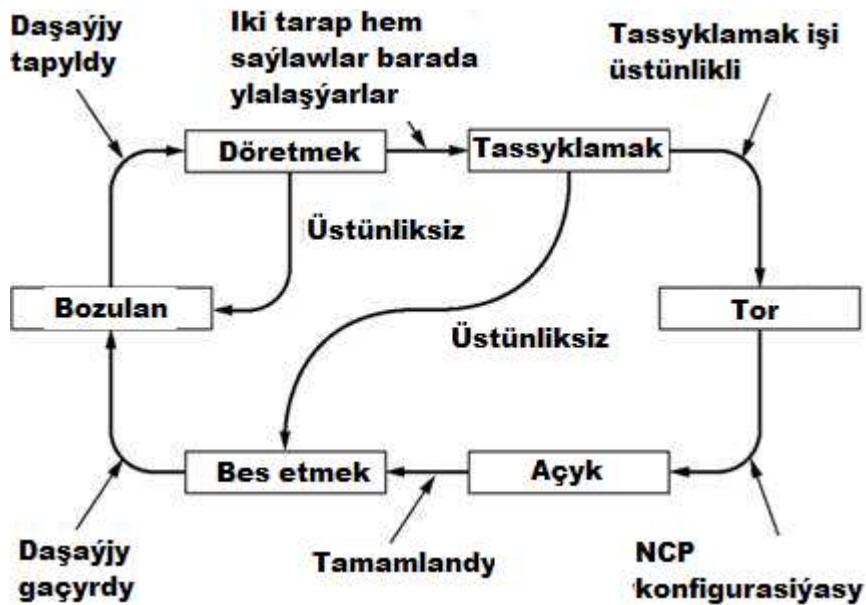 Daşaýjy
tapyldy
Iki tarap hem
saýlawlar barada
ylalaşýarlar
Tassyklamak işi
üstünlikli
Döretmek
Tassyklamak
Üstünliksiz
Bozulan
Tor
Üstünliksiz
Bes etmek
Açyk
Daşaýjy
gaçyrdy
Tamamlandy
NCP
konfigurasiýasy